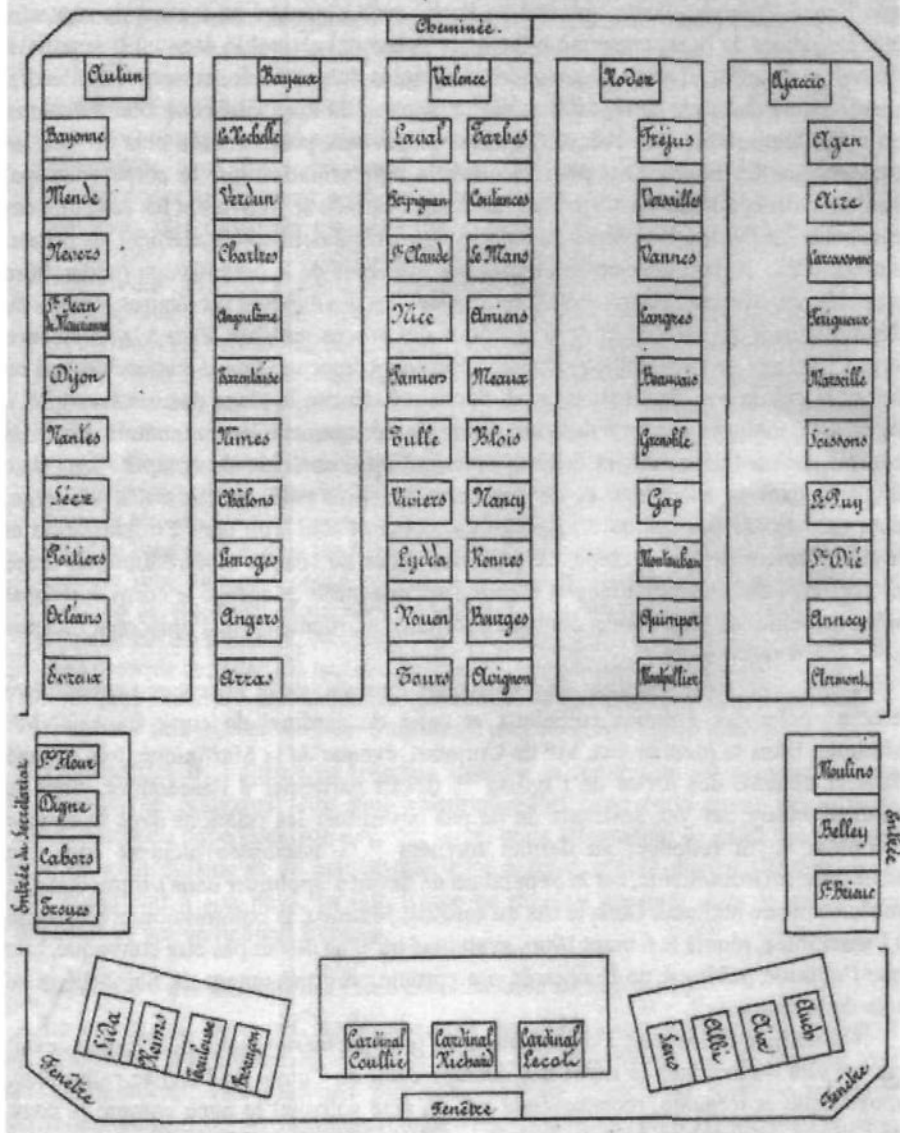 Cheminée.
Autun
Bayeux
Valence
Rodez
Ajaccio
Bayonne
La Rochelle
Laval
Tarbes
Fréjus
Agen
Mende
Verdun
Perpignan
Coutances
Versailles
Aire
Nevers
Chartres
St Claude
Le Mans
Vannes
Carcassonne
St Jean
de Maurienne
Angoulême
Nice
Amiens
Langres
Périgueux
Dijon
Tarentaise
Pamiers
Meaux
Beauvais
Marseille
Nantes
Nimes
Tulle
Blois
Grenoble
Soissons
Séez
Châlons
Viviers
Nancy
Gap
Le Puy
Poitiers
Limoges
Lydda
Rennes
Montauban
St Dié
Orléans
Angers
Rouen
Bourges
Quimper
Annecy
Evreux
Arras
Tours
Avignon
Montpellier
Clermont.
Entrée du Secrétariat
St Flour
Digne
Cahors
Troyes
Moulins
Belley
St Brieuc
Entrée
Sida
Reims
Toulouse
Besançon
Cardinal
Coullié
Cardinal
Richard
Cardinal
Lecot
Sens
Albi
Aix
Auch
Fenêtre
Fenêtre
Fenêtre